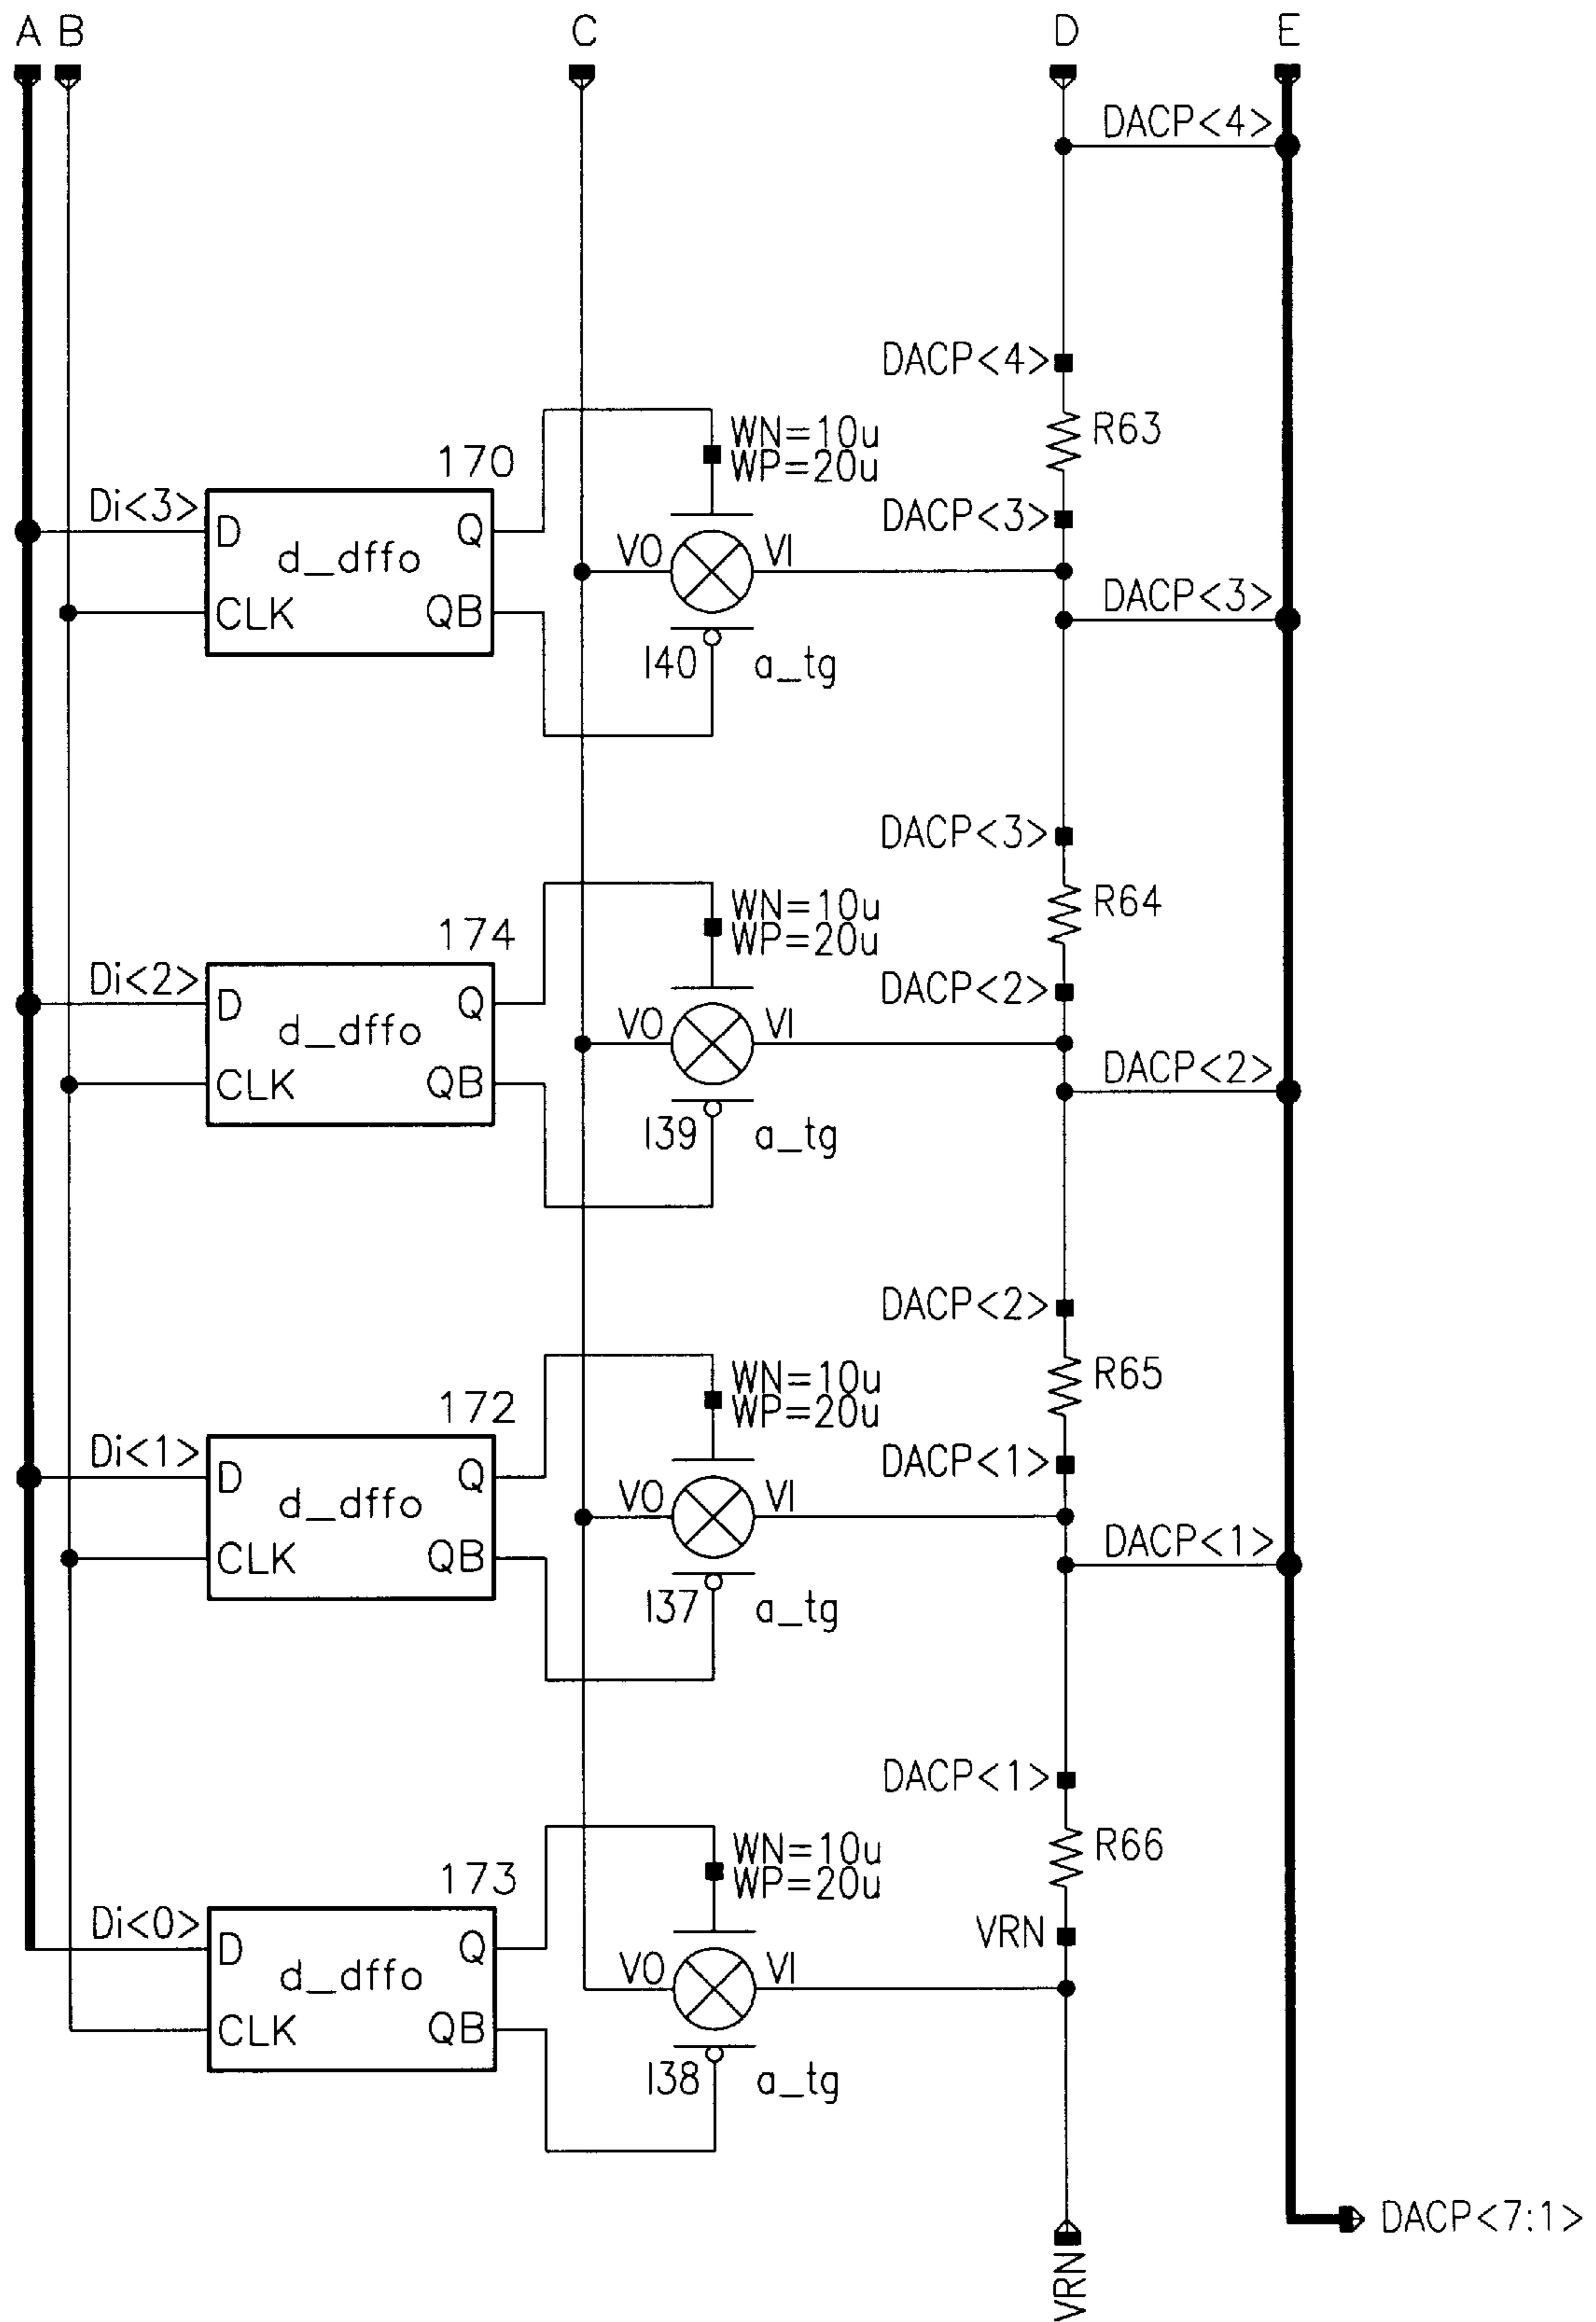 A B C D E
DACP<4>
DACP<4>
R63
WN=10u
WP=20u
170
DACP<3>
Di<3>
D Q
d_dffo
CLK QB
VO VI
DACP<3>
I40 a_tg
DACP<3>
R64
WN=10u
WP=20u
174
DACP<2>
Di<2>
D Q
d_dffo
CLK QB
VO VI
DACP<2>
I39 a_tg
DACP<2>
R65
WN=10u
WP=20u
172
DACP<1>
Di<1>
D Q
d_dffo
CLK QB
VO VI
DACP<1>
I37 a_tg
DACP<1>
R66
WN=10u
WP=20u
173
VRN
Di<0>
D Q
d_dffo
CLK QB
VO VI
I38 a_tg
DACP<7:1>
VRN